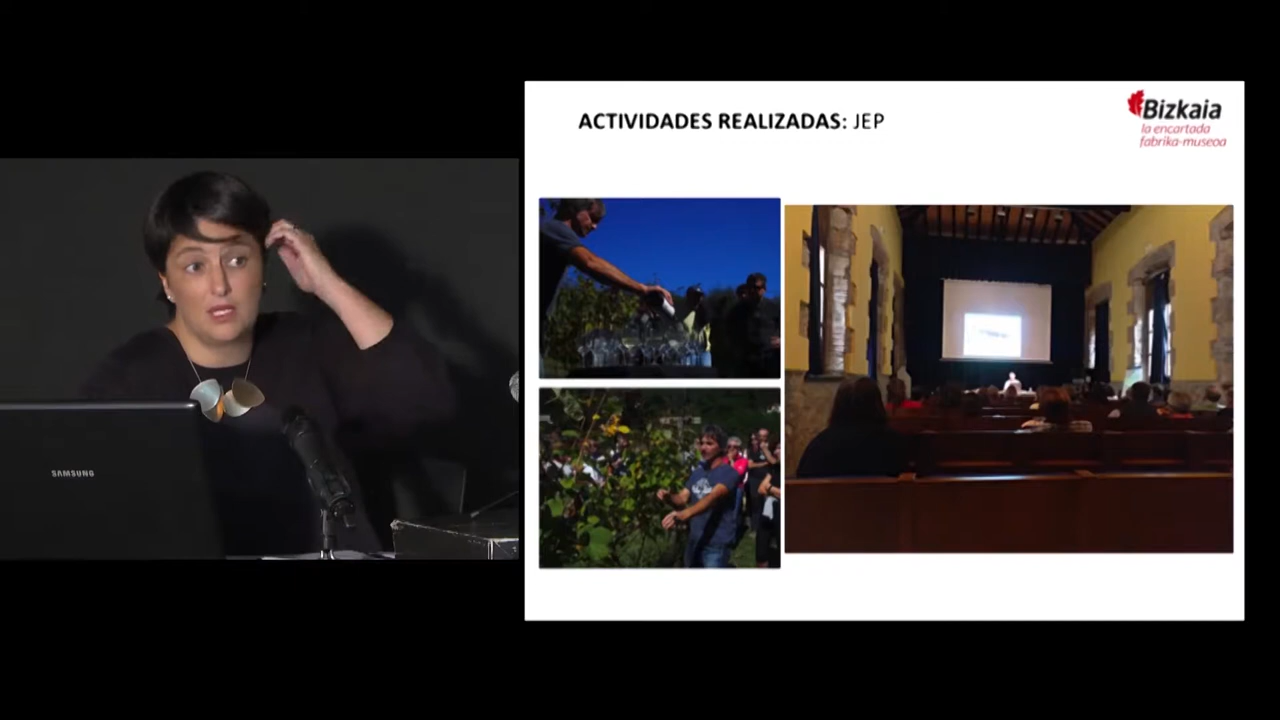 ACTIVIDADES REALIZADAS: JEP
Bizkaia
la encartada
fabrika-museoa
SAMSUNG